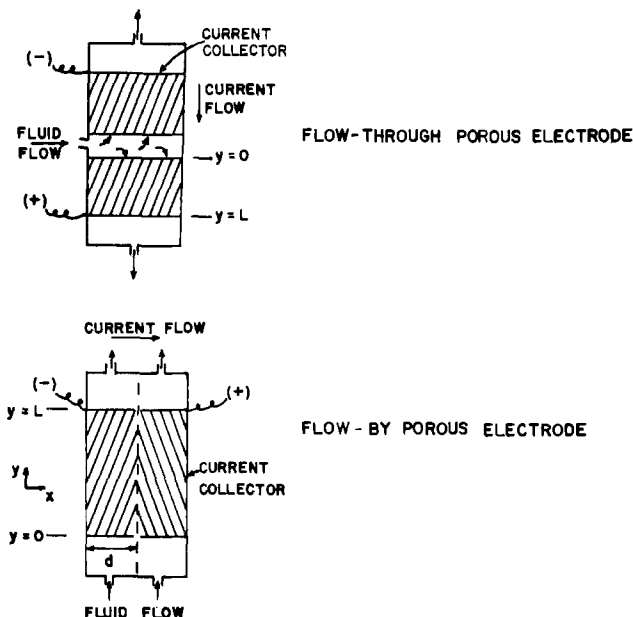 CURRENT
COLLECTOR
(-)
CURRENT
FLOW
FLUID
FLOW
y = 0
(+)
y = L
FLOW-THROUGH POROUS ELECTRODE
CURRENT FLOW
(-)
(+)
y = L
FLOW - BY POROUS ELECTRODE
CURRENT
COLLECTOR
y
x
y = 0
d
FLUID FLOW